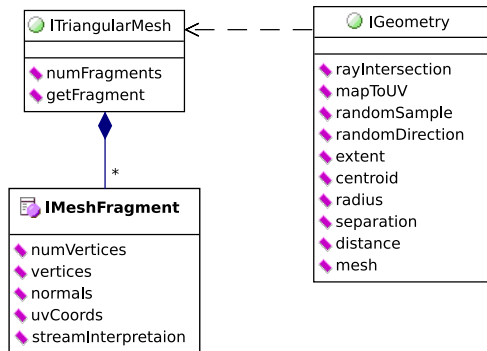 ITriangularMesh
numFragments
getFragment
*
IMeshFragment
numVertices
vertices
normals
uvCoords
streamInterpretaion
IGeometry
rayIntersection
mapToUV
randomSample
randomDirection
extent
centroid
radius
separation
distance
mesh